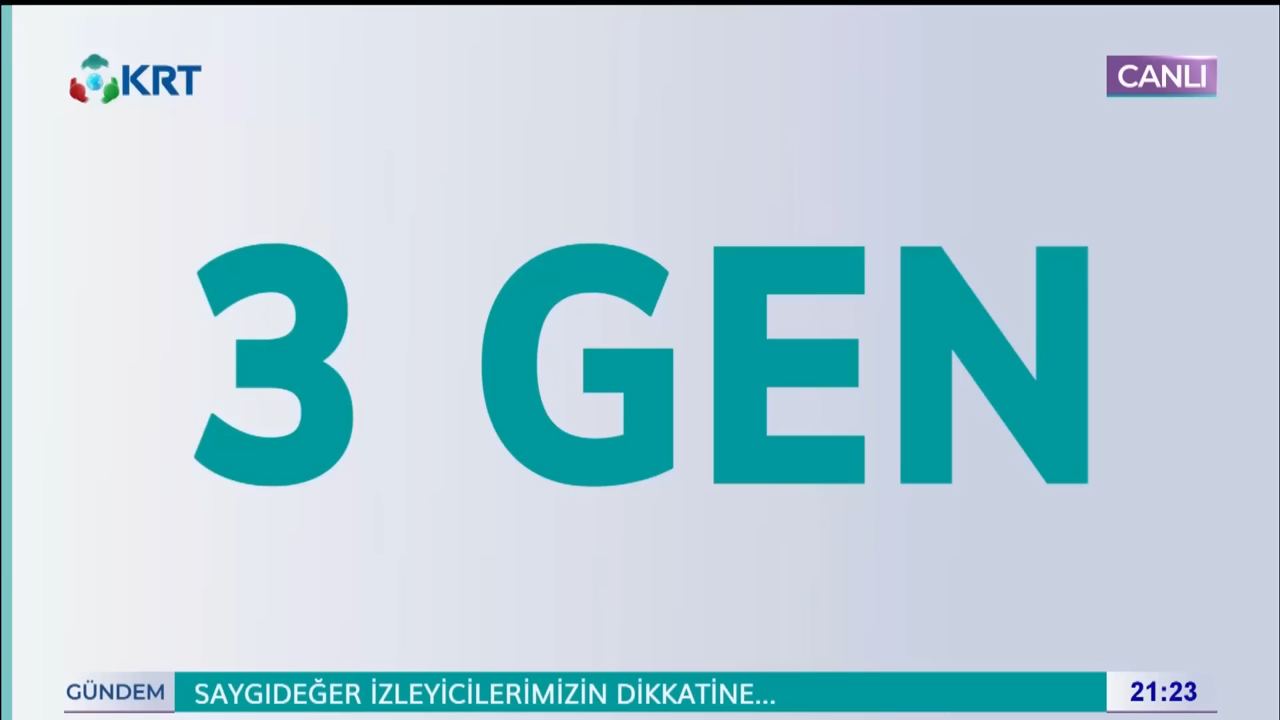 KRT
CANLI
3 GEN
GÜNDEM
SAYGIDEĞER İZLEYİCİLERİMİZİN DİKKATİNE...
21:23